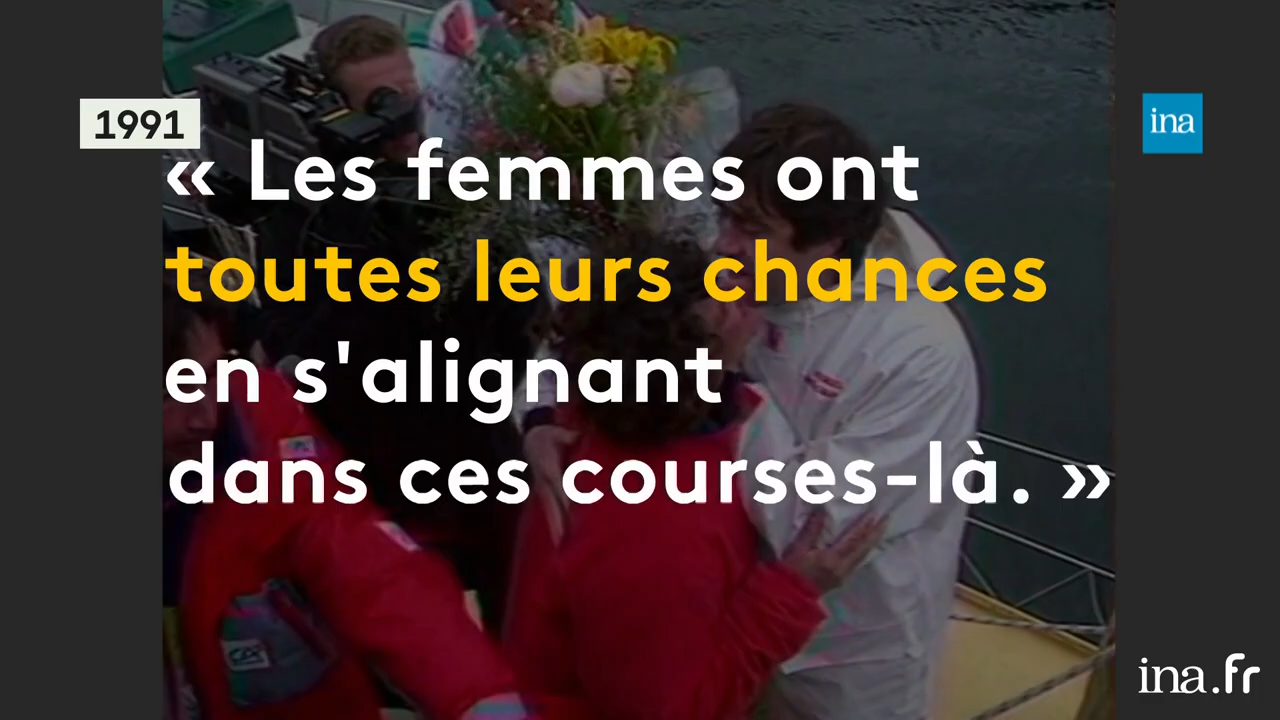 1991
ina
« Les femmes ont
toutes leurs chances
en s'alignant
dans ces courses-là. »
ina.fr